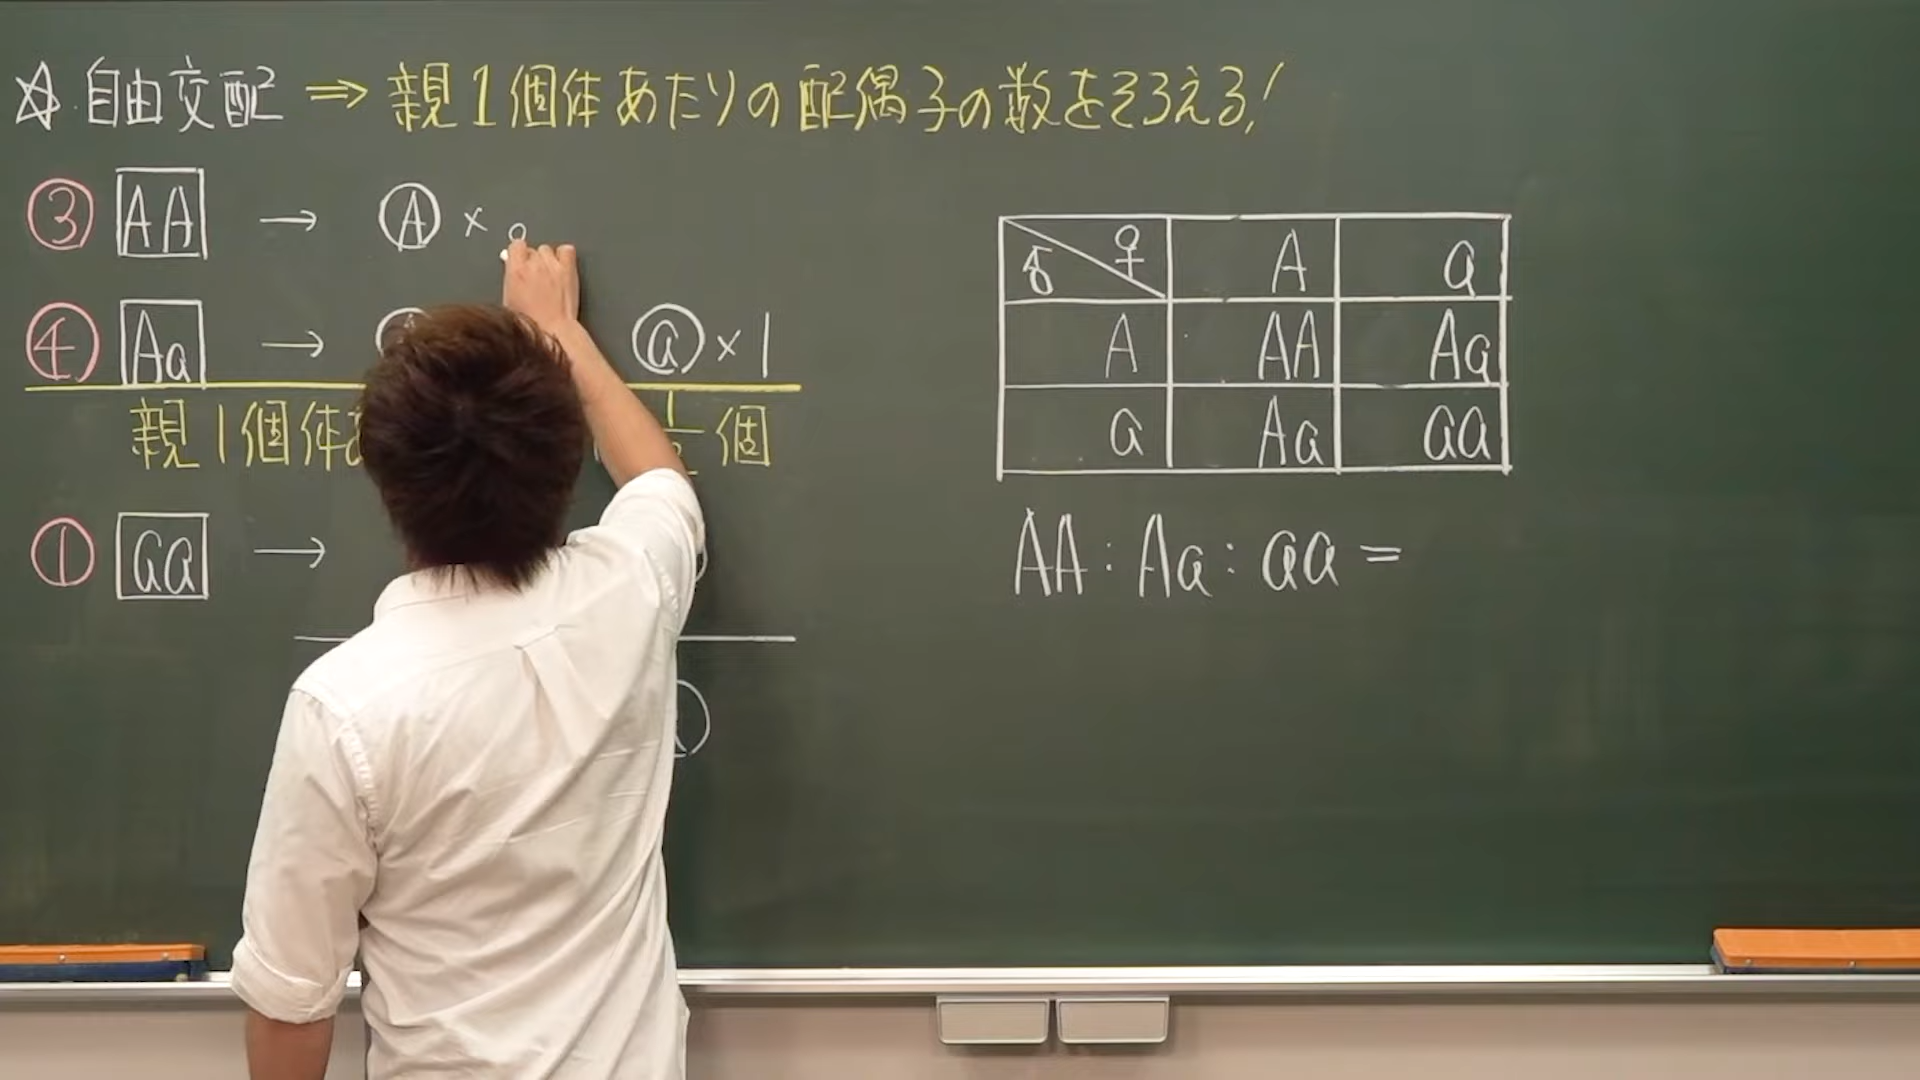 ☆ 自由交配 ⇒ 親1個体あたりの配偶子の数をそろえる!
③ AA → A ×
④ Aa → a × 1
親1個体 個
① aa →
♂ ♀ A a
A AA Aa
a Aa aa
AA : Aa : aa =